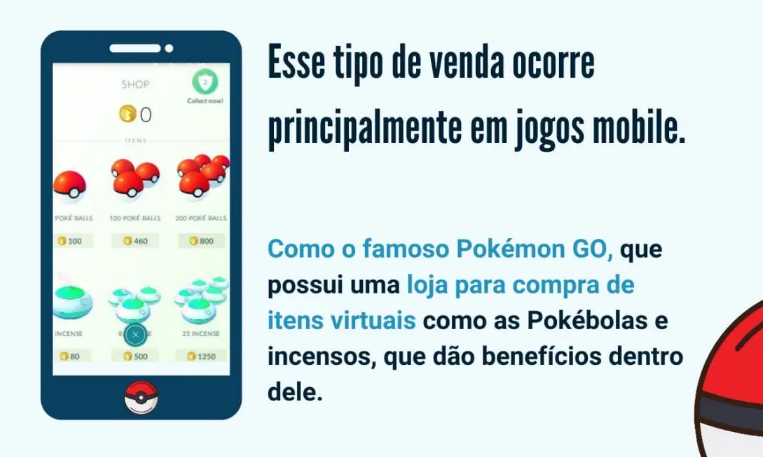 SHOP
2
Collect now!
0
ITEMS
POKÉ BALLS 100 POKÉ BALLS 200 POKÉ BALLS
100 460 800
INCENSE 25 INCENSE
80 500 1250
Esse tipo de venda ocorre
principalmente em jogos mobile.
Como o famoso Pokémon GO, que
possui uma loja para compra de
itens virtuais como as Pokébolas e
incensos, que dão benefícios dentro
dele.